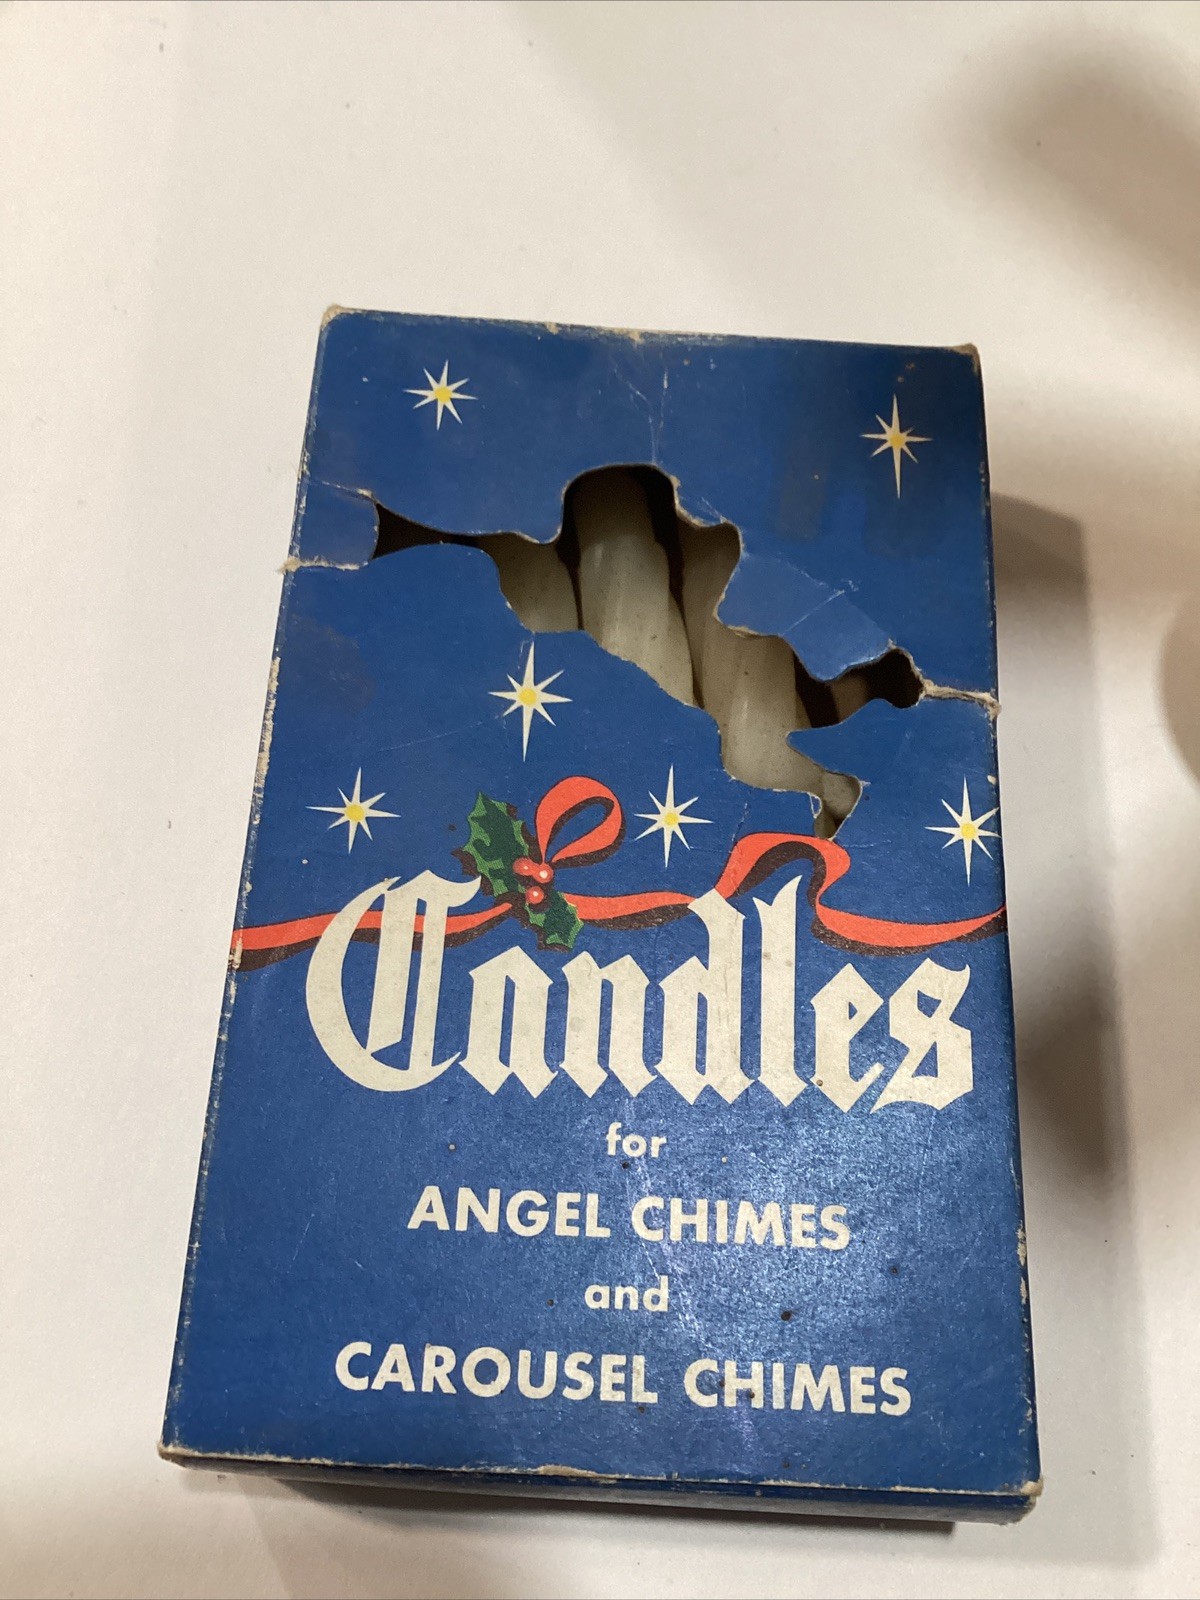 Candles
for
ANGEL CHIMES
and
CAROUSEL CHIMES